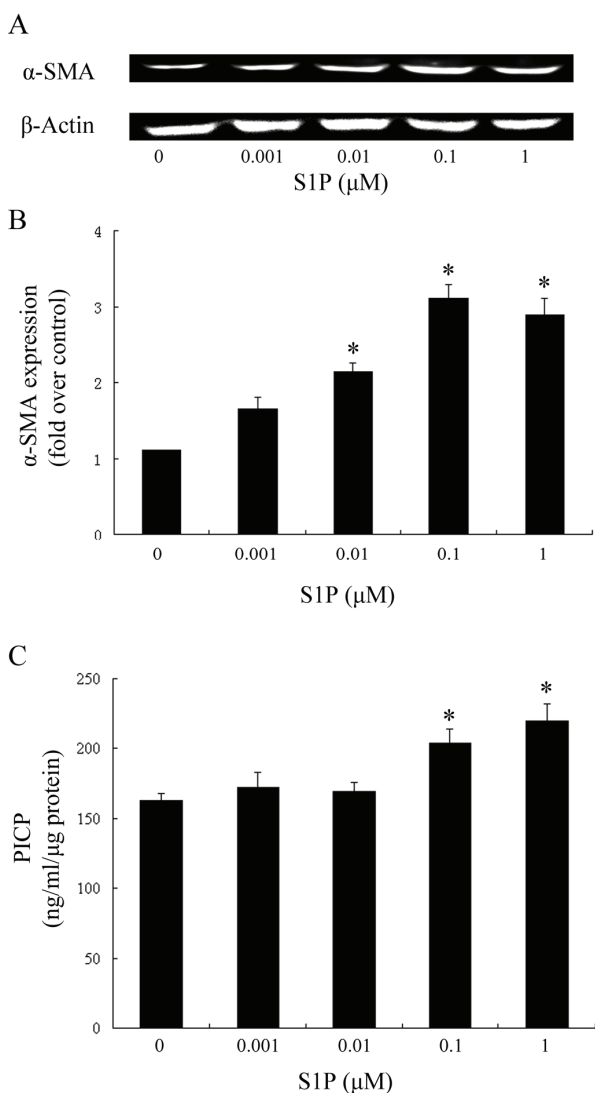 A
α-SMA
β-Actin
0 0.001 0.01 0.1 1
S1P (μM)
B
α-SMA expression
(fold over control)
4
3
2
1
0
* * *
0 0.001 0.01 0.1 1
S1P (μM)
C
PICP
(ng/ml/μg protein)
250
200
150
100
50
0
* *
0 0.001 0.01 0.1 1
S1P (μM)